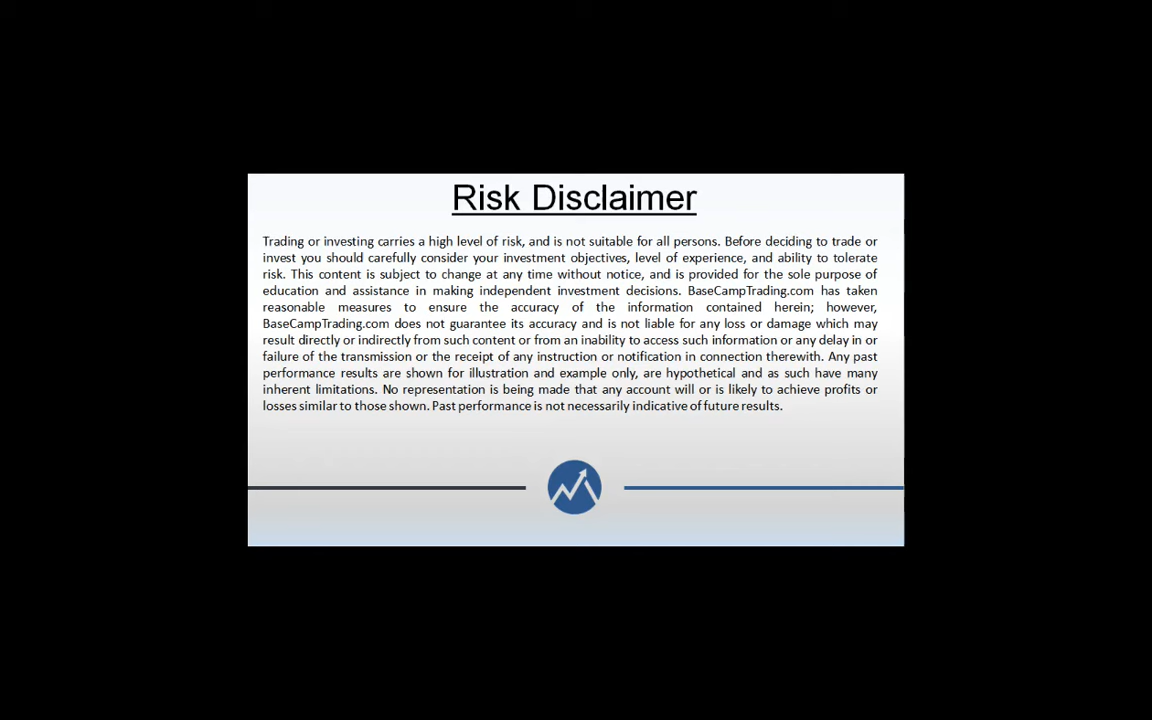 Risk Disclaimer
Trading or investing carries a high level of risk, and is not suitable for all persons. Before deciding to trade or
invest you should carefully consider your investment objectives, level of experience, and ability to tolerate
risk. This content is subject to change at any time without notice, and is provided for the sole purpose of
education and assistance in making independent investment decisions. BaseCampTrading.com has taken
reasonable measures to ensure the accuracy of the information contained herein; however,
BaseCampTrading.com does not guarantee its accuracy and is not liable for any loss or damage which may
result directly or indirectly from such content or from an inability to access such information or any delay in or
failure of the transmission or the receipt of any instruction or notification in connection therewith. Any past
performance results are shown for illustration and example only, are hypothetical and as such have many
inherent limitations. No representation is being made that any account will or is likely to achieve profits or
losses similar to those shown. Past performance is not necessarily indicative of future results.